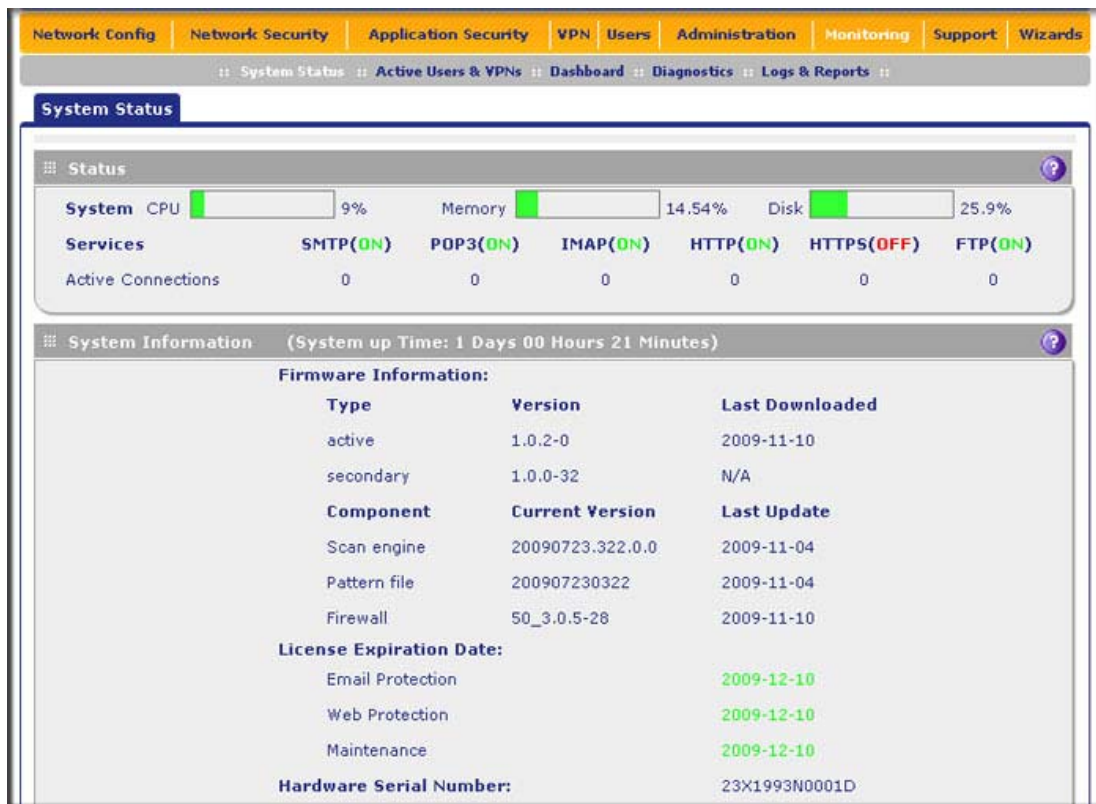 Network Config Network Security Application Security VPN Users Administration Monitoring Support Wizards
:: System Status :: Active Users & VPNs :: Dashboard :: Diagnostics :: Logs & Reports ::
System Status
Status ?
System CPU 9% Memory 14.54% Disk 25.9%
Services SMTP(ON) POP3(ON) IMAP(ON) HTTP(ON) HTTPS(OFF) FTP(ON)
Active Connections 0 0 0 0 0 0
System Information (System up Time: 1 Days 00 Hours 21 Minutes) ?
Firmware Information:
Type Version Last Downloaded
active 1.0.2-0 2009-11-10
secondary 1.0.0-32 N/A
Component Current Version Last Update
Scan engine 20090723.322.0.0 2009-11-04
Pattern file 200907230322 2009-11-04
Firewall 50_3.0.5-28 2009-11-10
License Expiration Date:
Email Protection 2009-12-10
Web Protection 2009-12-10
Maintenance 2009-12-10
Hardware Serial Number: 23X1993N0001D